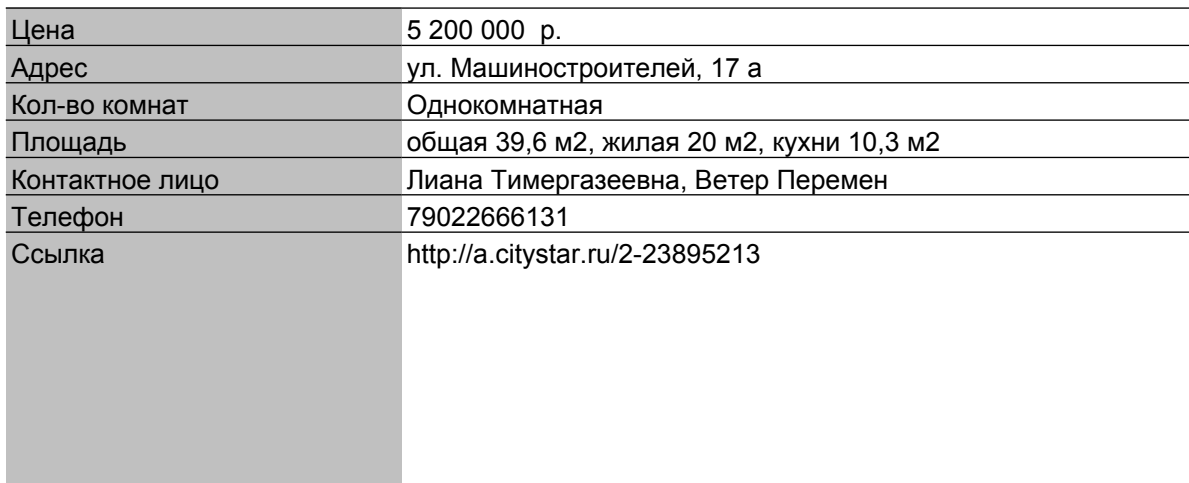 Цена 5 200 000 р.
Адрес ул. Машиностроителей, 17 а
Кол-во комнат Однокомнатная
Площадь общая 39,6 м2, жилая 20 м2, кухни 10,3 м2
Контактное лицо Лиана Тимергазеевна, Ветер Перемен
Телефон 79022666131
Ссылка http://a.citystar.ru/2-23895213